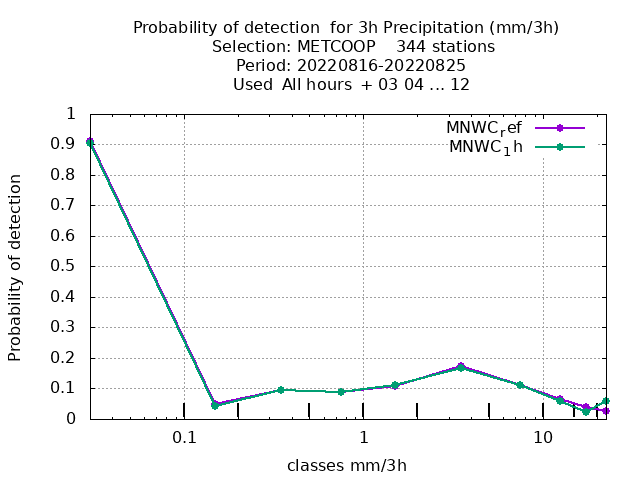 Probability of detection  for 3h Precipitation (mm/3h)
Selection: METCOOP    344 stations
Period: 20220816-20220825
Used  All hours  + 03 04 ... 12
MNWCref
MNWC1h
Probability of detection
1
0.9
0.8
0.7
0.6
0.5
0.4
0.3
0.2
0.1
0
0.1
1
10
classes mm/3h